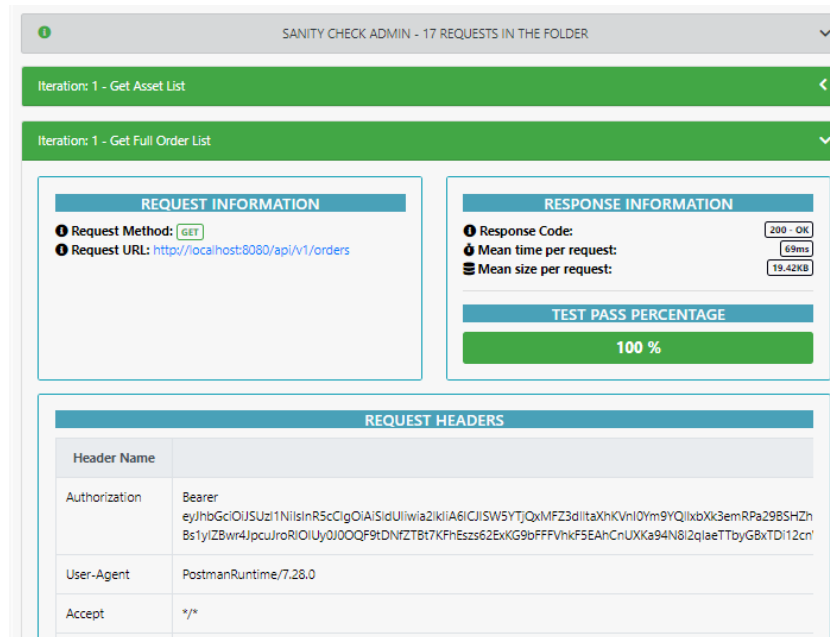 SANITY CHECK ADMIN - 17 REQUESTS IN THE FOLDER
Iteration: 1 - Get Asset List
Iteration: 1 - Get Full Order List
REQUEST INFORMATION
Request Method: GET
Request URL: http://localhost:8080/api/v1/orders
RESPONSE INFORMATION
Response Code: 200 - OK
Mean time per request: 69ms
Mean size per request: 19.42KB
TEST PASS PERCENTAGE
100 %
REQUEST HEADERS
Header Name
Authorization Bearer
User-Agent PostmanRuntime/7.28.0
Accept */*